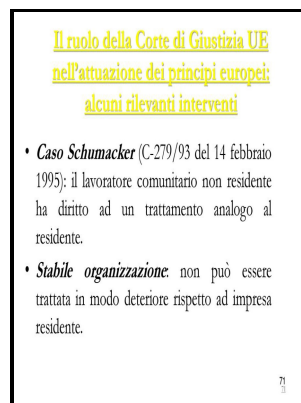 Il ruolo della Corte di Giustizia UE
nell'attuazione dei principi europei:
alcuni rilevanti interventi
• Caso Schumacker (C-279/93 del 14 febbraio
1995): il lavoratore comunitario non residente
ha diritto ad un trattamento analogo al
residente.
• Stabile organizzazione: non può essere
trattata in modo deteriore rispetto ad impresa
residente.
71
71